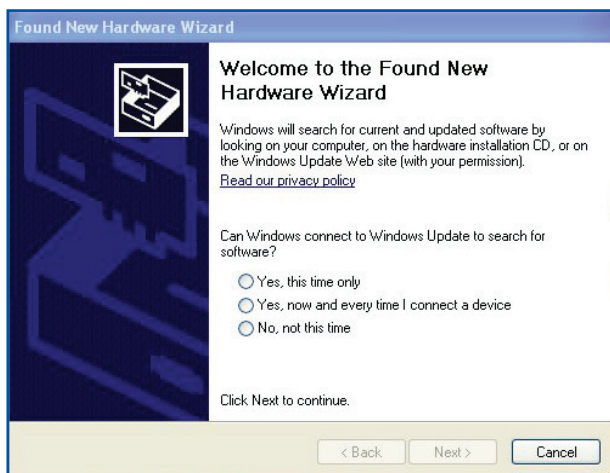 Found New Hardware Wizard
Welcome to the Found New
Hardware Wizard
Windows will search for current and updated software by
looking on your computer, on the hardware installation CD, or on
the Windows Update Web site (with your permission).
Read our privacy policy
Can Windows connect to Windows Update to search for
software?
Yes, this time only
Yes, now and every time I connect a device
No, not this time
Click Next to continue.
< Back
Next >
Cancel